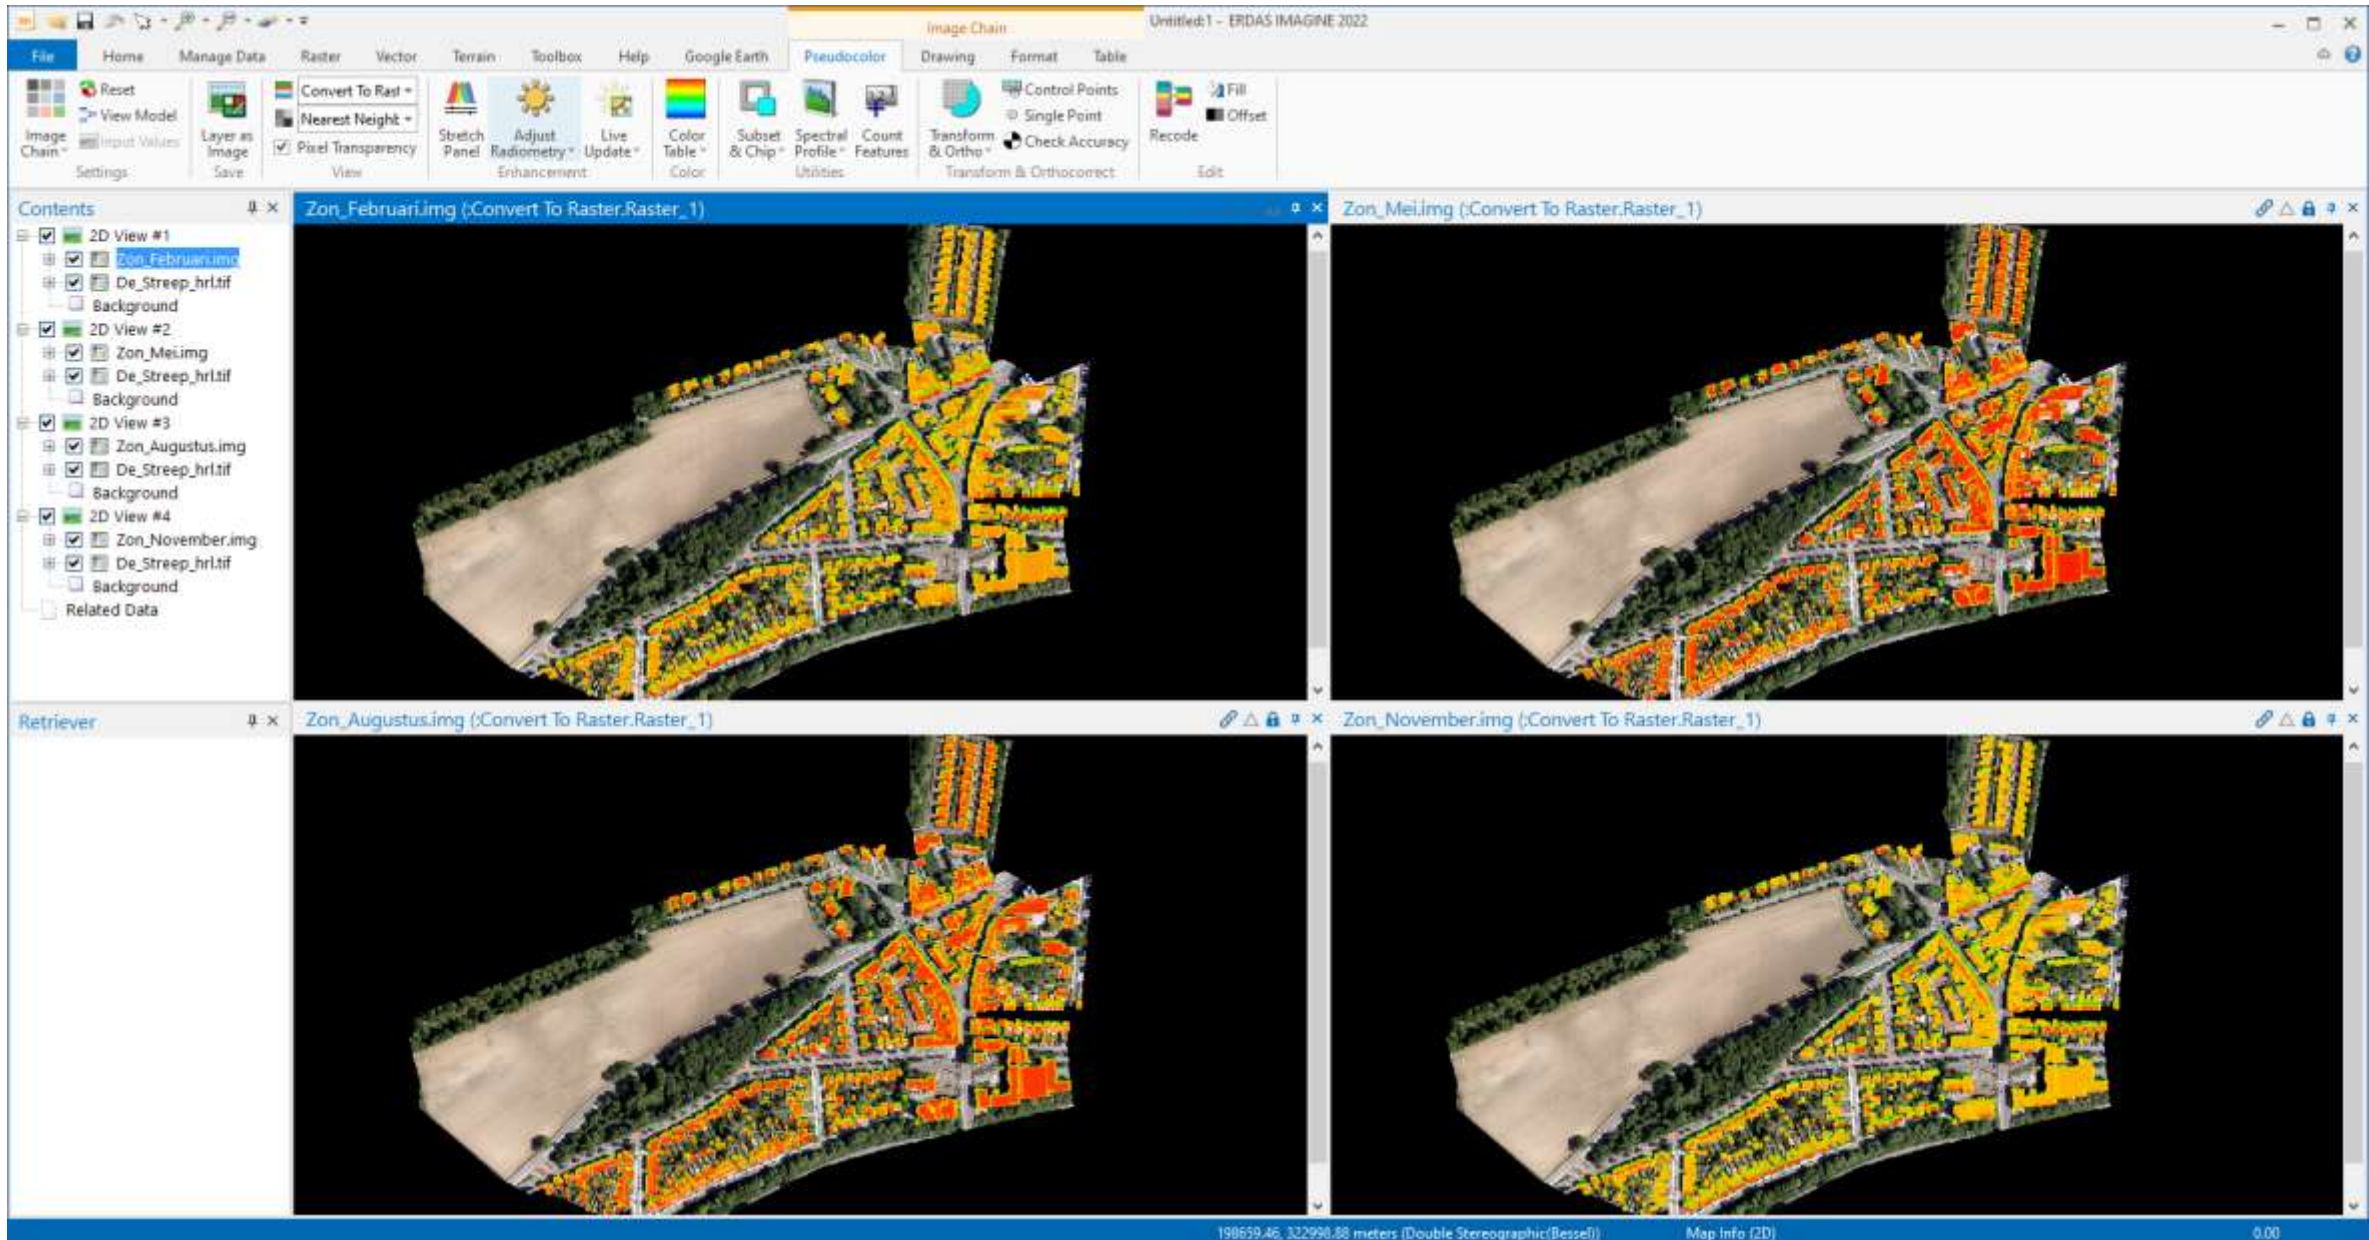 Image Chain
Untitled:1 - ERDAS IMAGINE 2022
File Home Manage Data Raster Vector Terrain Toolbox Help Google Earth Pseudocolor Drawing Format Table
Image Chain
Reset
View Model
Input Values
Settings
Layer as Image
Save
Convert To Rast
Nearest Neight
Pixel Transparency
View
Stretch Panel
Adjust Radiometry
Live Update
Enhancement
Color Table
Color
Subset & Chip
Spectral Profile
Count Features
Utilities
Transform & Ortho
Control Points
Single Point
Check Accuracy
Transform & Orthocorrect
Recode
Fill
Offset
Edit
Contents
2D View #1
Zon_Februari.img
De_Streep_hrl.tif
Background
2D View #2
Zon_Mei.img
De_Streep_hrl.tif
Background
2D View #3
Zon_Augustus.img
De_Streep_hrl.tif
Background
2D View #4
Zon_November.img
De_Streep_hrl.tif
Background
Related Data
Retriever
Zon_Februari.img (:Convert To Raster.Raster_1)
Zon_Mei.img (:Convert To Raster.Raster_1)
Zon_Augustus.img (:Convert To Raster.Raster_1)
Zon_November.img (:Convert To Raster.Raster_1)
198659.46, 322998.88 meters (Double Stereographic(Bessel))
Map Info (2D)
0.00